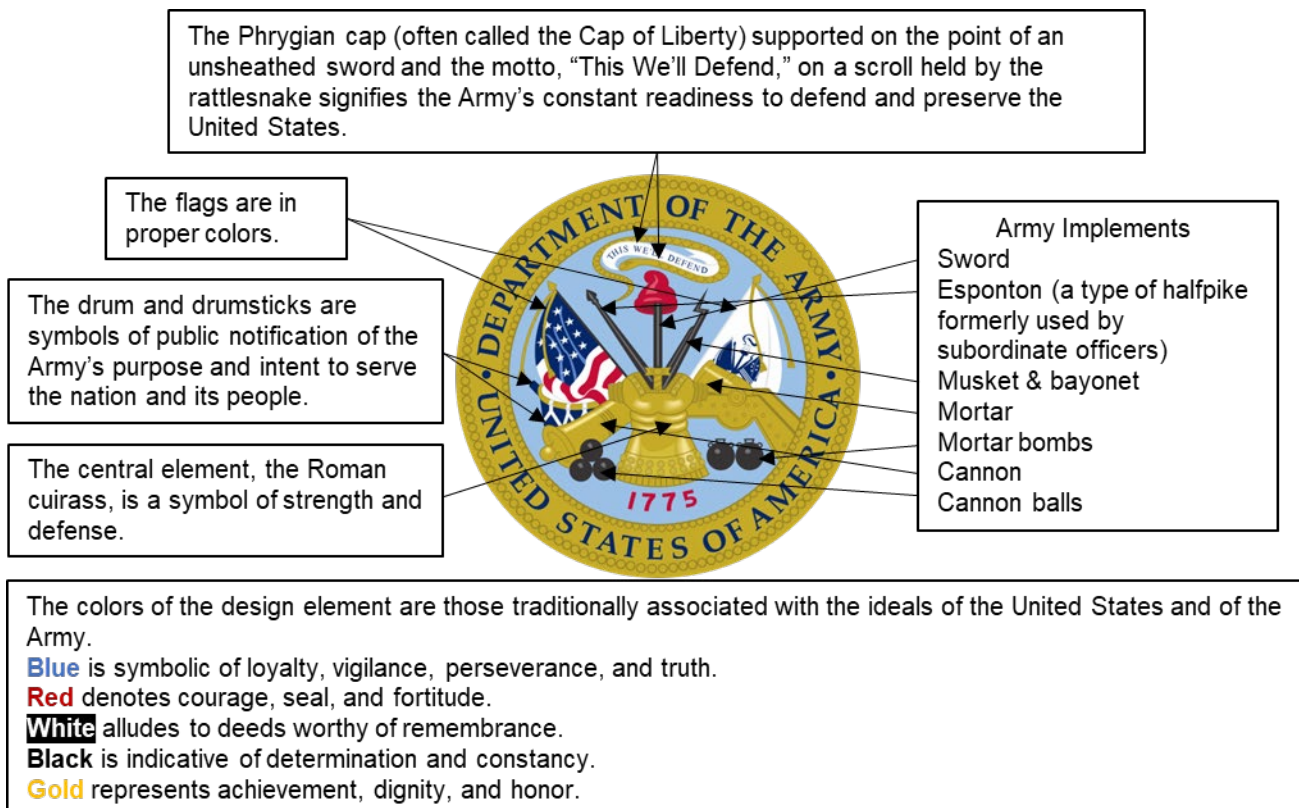 The Phrygian cap (often called the Cap of Liberty) supported on the point of an
unsheathed sword and the motto, “This We’ll Defend,” on a scroll held by the
rattlesnake signifies the Army’s constant readiness to defend and preserve the
United States.
The flags are in
proper colors.
The drum and drumsticks are
symbols of public notification of the
Army’s purpose and intent to serve
the nation and its people.
The central element, the Roman
cuirass, is a symbol of strength and
defense.
DEPARTMENT OF THE ARMY
THIS WE'LL DEFEND
1775
UNITED STATES OF AMERICA
Army Implements
Sword
Esponton (a type of halfpike
formerly used by
subordinate officers)
Musket & bayonet
Mortar
Mortar bombs
Cannon
Cannon balls
The colors of the design element are those traditionally associated with the ideals of the United States and of the
Army.
Blue is symbolic of loyalty, vigilance, perseverance, and truth.
Red denotes courage, seal, and fortitude.
White alludes to deeds worthy of remembrance.
Black is indicative of determination and constancy.
Gold represents achievement, dignity, and honor.